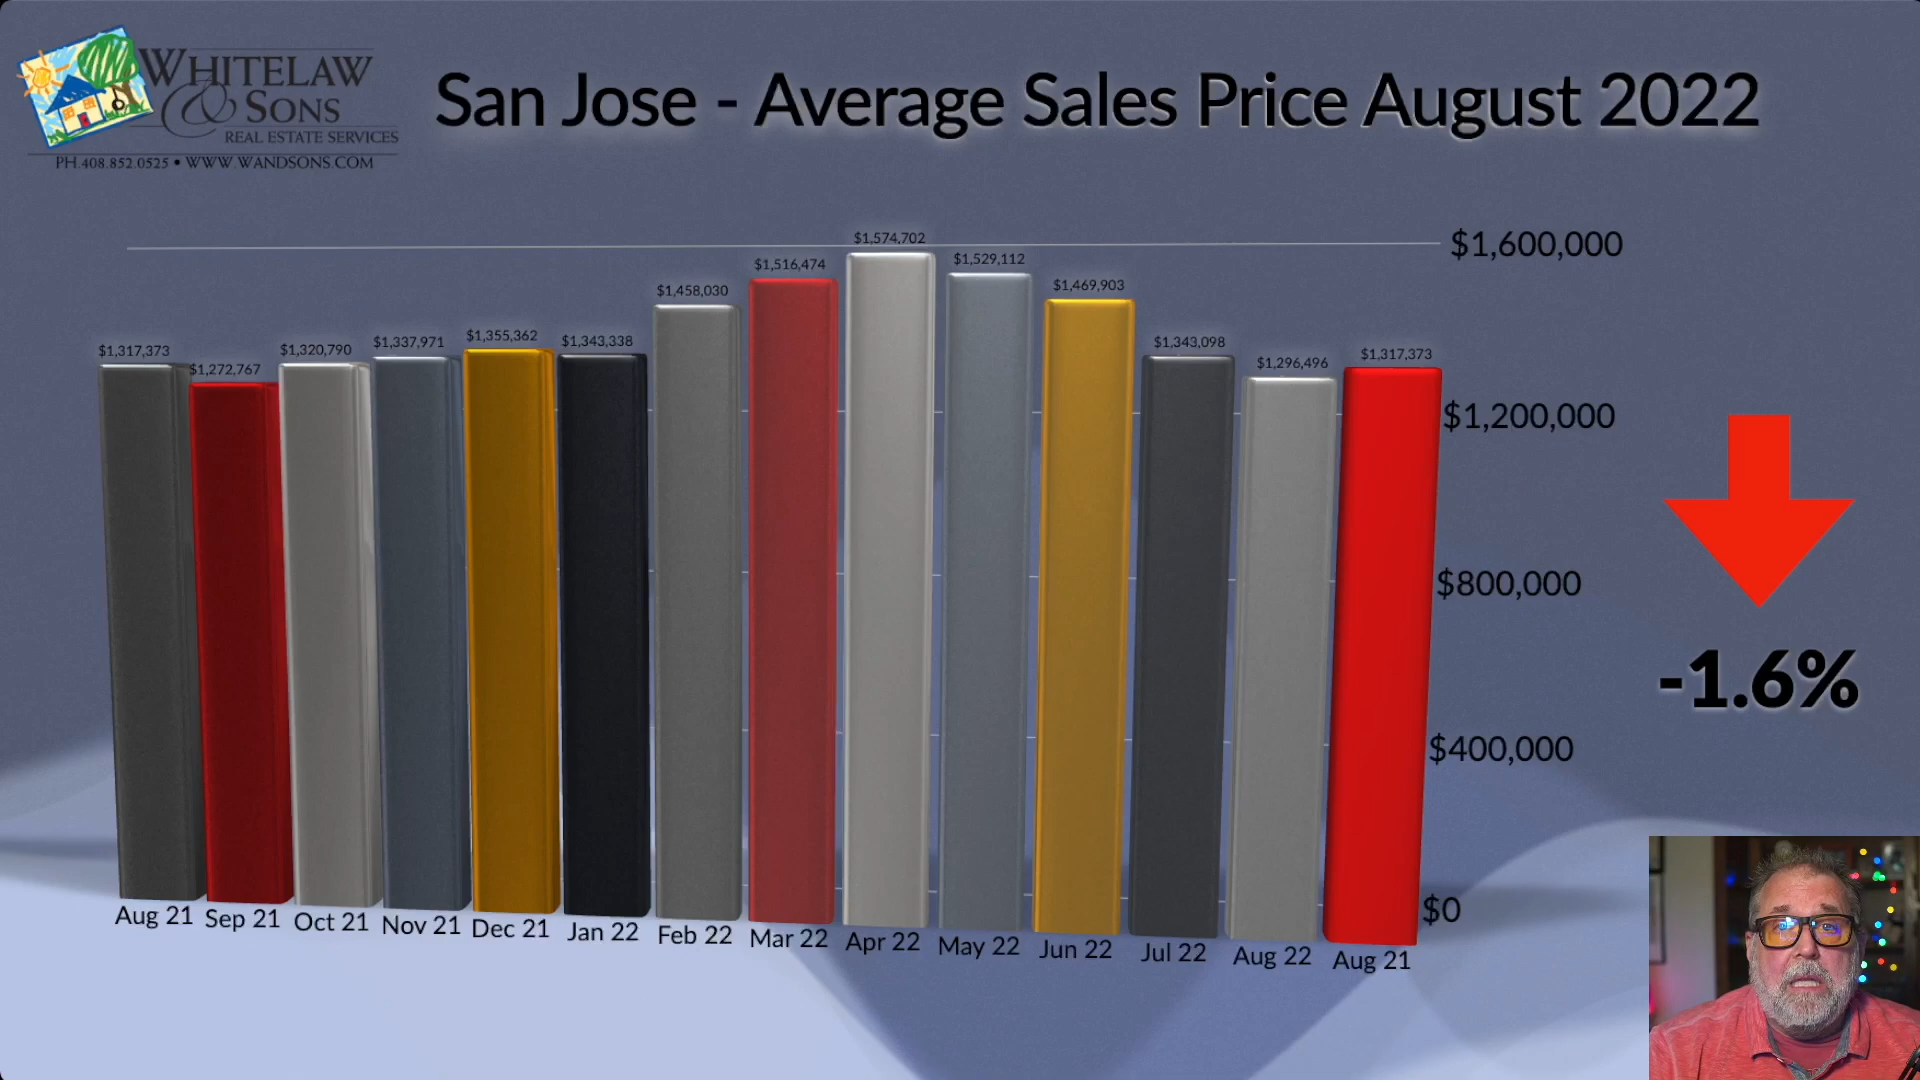 WHITELAW
& SONS
REAL ESTATE SERVICES
PH.408.852.0525 • WWW.WANDSONS.COM
San Jose - Average Sales Price August 2022
$1,317,373
$1,272,767
$1,320,790
$1,337,971
$1,355,362
$1,343,338
$1,458,030
$1,516,474
$1,574,702
$1,529,112
$1,469,903
$1,343,098
$1,296,496
$1,317,373
$1,600,000
$1,200,000
$800,000
$400,000
$0
-1.6%
Aug 21
Sep 21
Oct 21
Nov 21
Dec 21
Jan 22
Feb 22
Mar 22
Apr 22
May 22
Jun 22
Jul 22
Aug 22
Aug 21